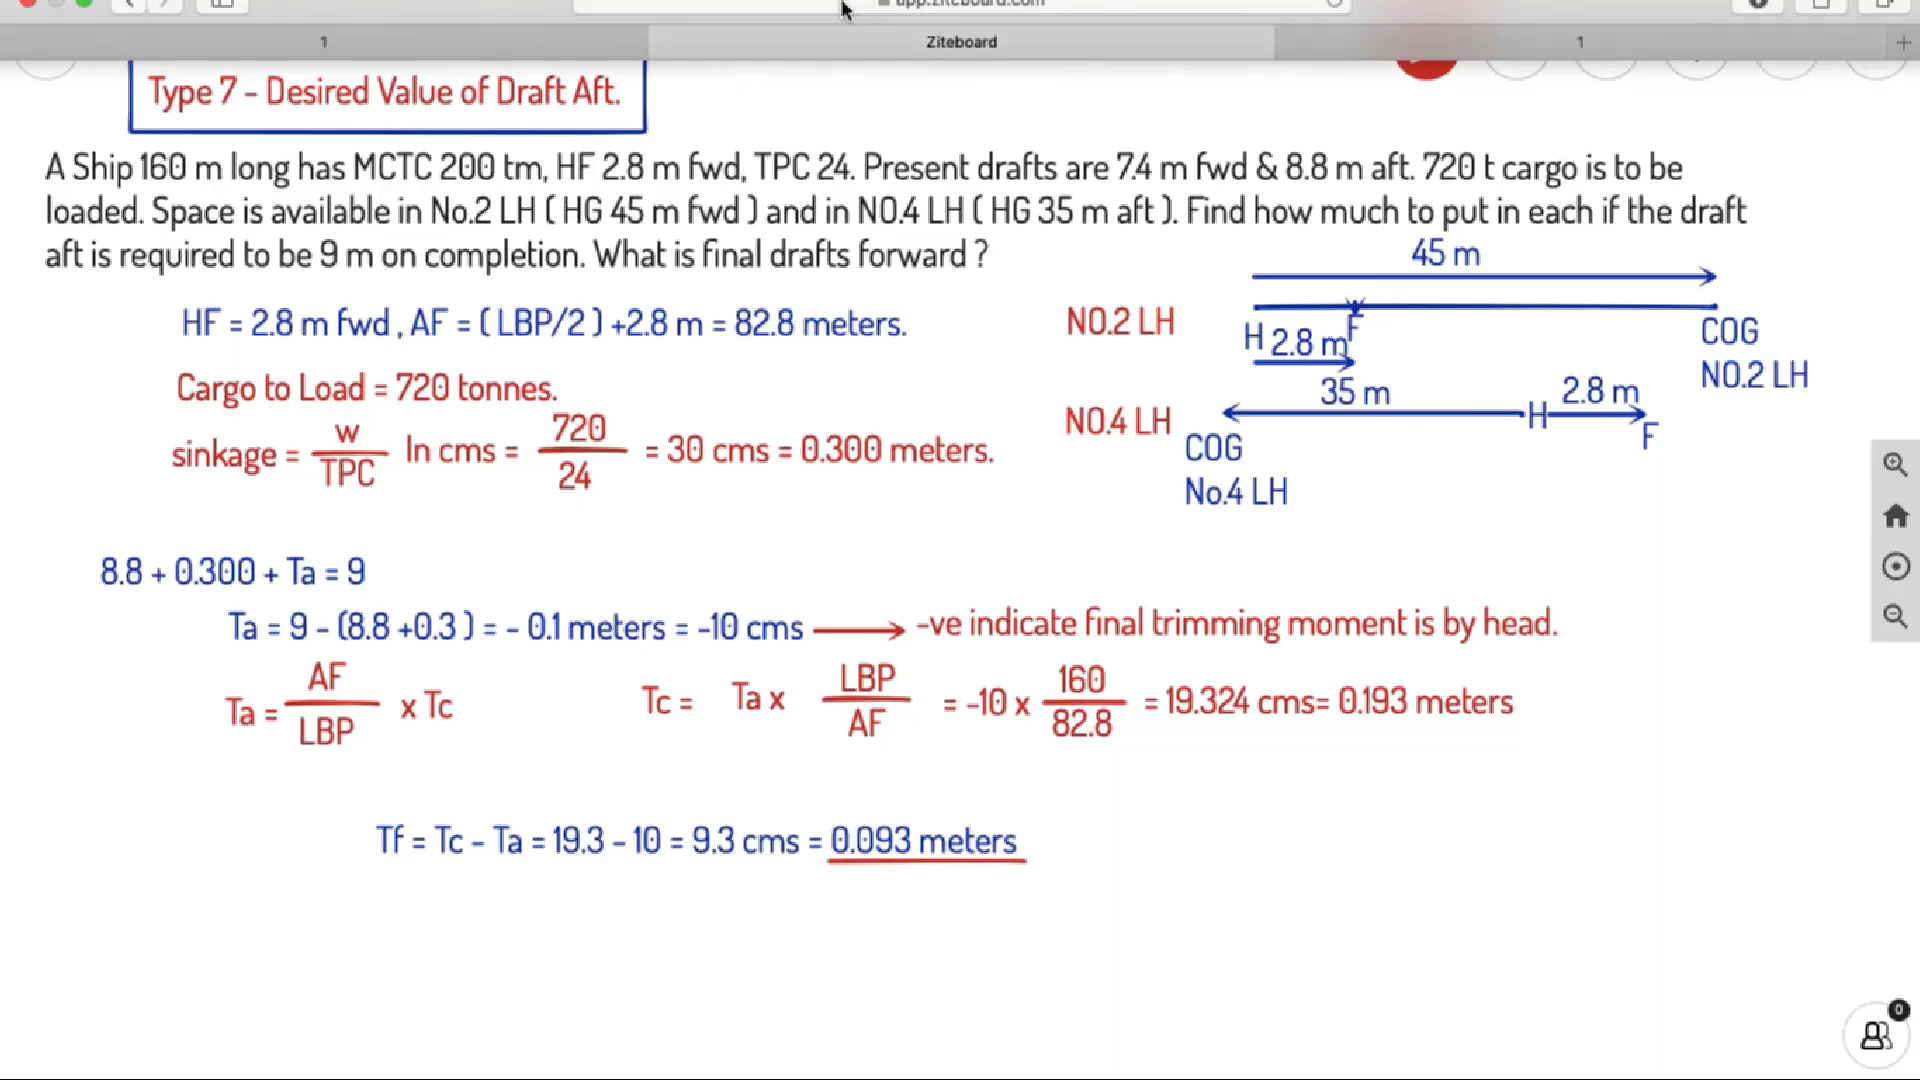 app.ziteboard.com
1
Ziteboard
1
Type 7 - Desired Value of Draft Aft.
A Ship 160 m long has MCTC 200 tm, HF 2.8 m fwd, TPC 24. Present drafts are 7.4 m fwd & 8.8 m aft. 720 t cargo is to be
loaded. Space is available in No.2 LH ( HG 45 m fwd ) and in NO.4 LH ( HG 35 m aft ). Find how much to put in each if the draft
aft is required to be 9 m on completion. What is final drafts forward ?
45 m
HF = 2.8 m fwd , AF = ( LBP/2 ) +2.8 m = 82.8 meters.
NO.2 LH
H 2.8 m F
COG
NO.2 LH
Cargo to Load = 720 tonnes.
35 m
2.8 m
NO.4 LH
H
F
COG
No.4 LH
sinkage = w / TPC In cms = 720 / 24 = 30 cms = 0.300 meters.
8.8 + 0.300 + Ta = 9
Ta = 9 - (8.8 +0.3 ) = - 0.1 meters = -10 cms → -ve indicate final trimming moment is by head.
Ta = AF / LBP x Tc
Tc = Ta x LBP / AF = -10 x 160 / 82.8 = 19.324 cms= 0.193 meters
Tf = Tc - Ta = 19.3 - 10 = 9.3 cms = 0.093 meters
0